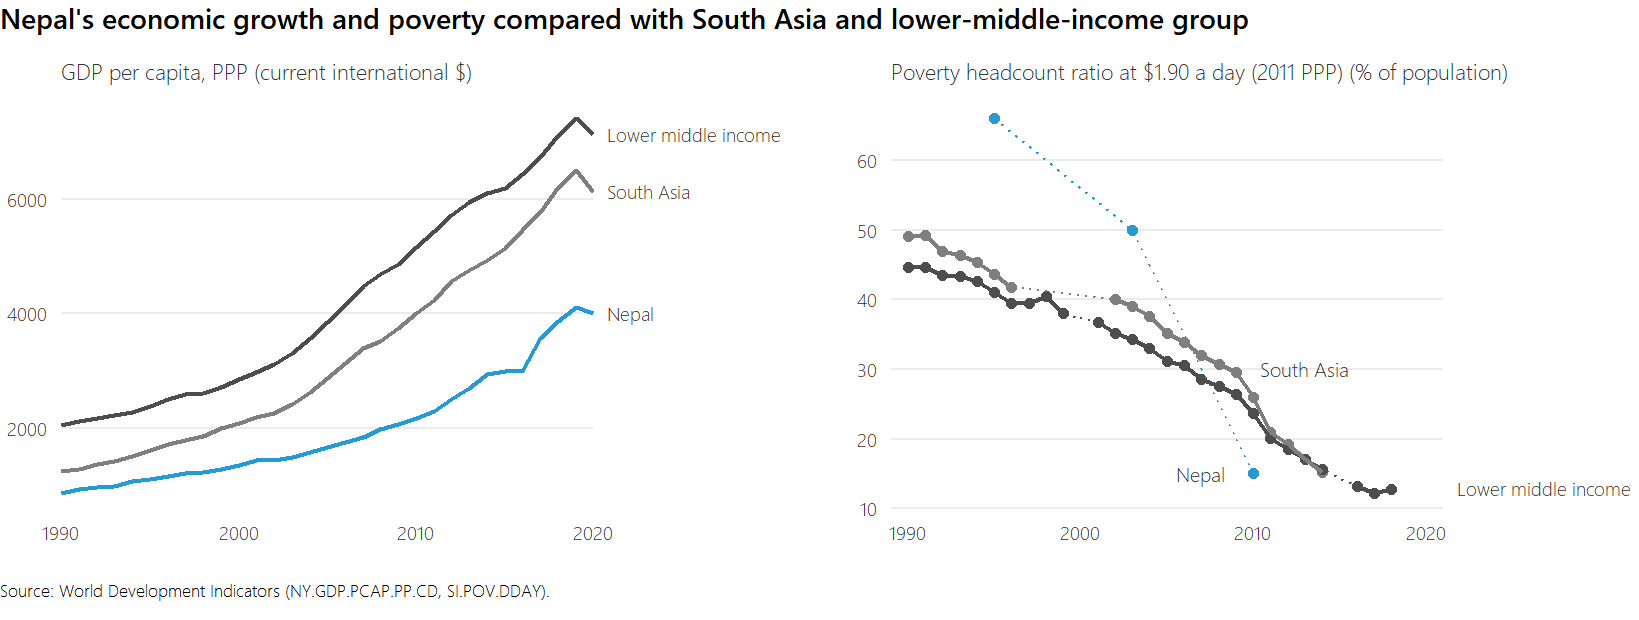 Nepal's economic growth and poverty compared with South Asia and lower-middle-income group
GDP per capita, PPP (current international $)
Lower middle income
South Asia
Nepal
6000
4000
2000
1990
2000
2010
2020
Poverty headcount ratio at $1.90 a day (2011 PPP) (% of population)
60
50
40
30
20
10
South Asia
Nepal
Lower middle income
1990
2000
2010
2020
Source: World Development Indicators (NY.GDP.PCAP.PP.CD, SI.POV.DDAY).